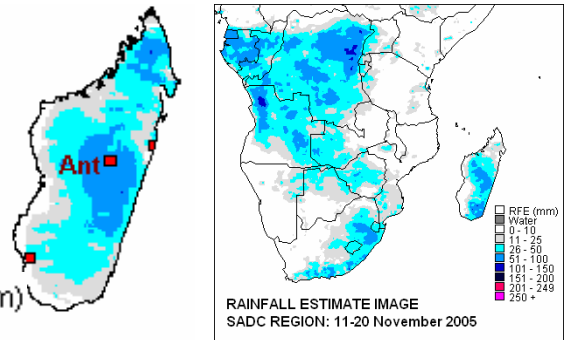 Ant
n)
RFE (mm)
Water
0 - 10
11 - 25
26 - 50
51 - 100
101 - 150
151 - 200
201 - 249
250 +
RAINFALL ESTIMATE IMAGE
SADC REGION: 11-20 November 2005